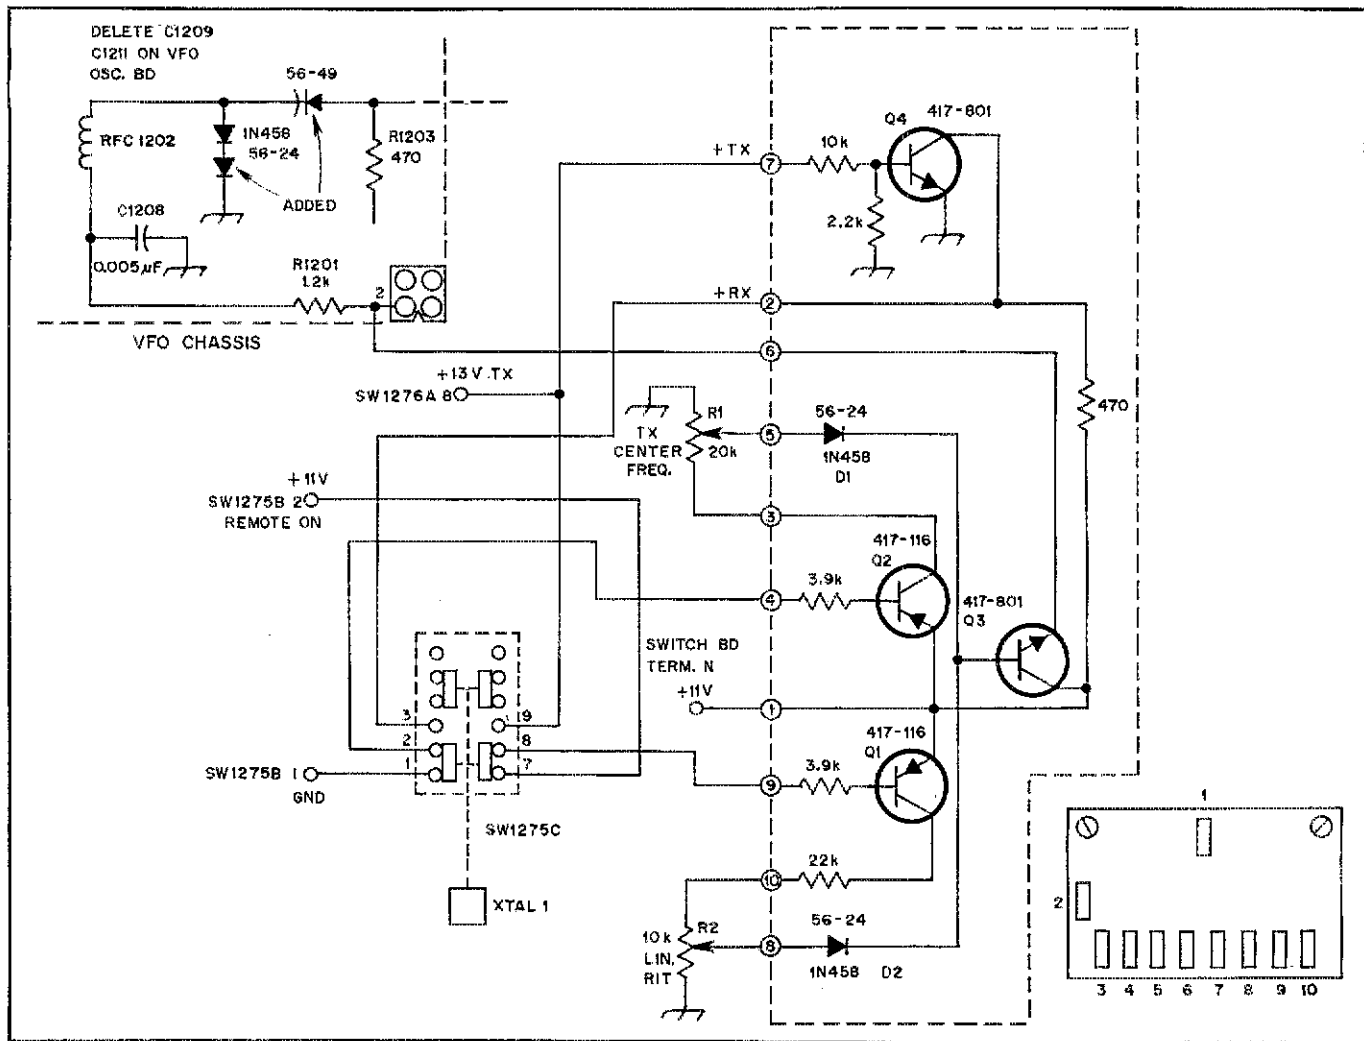 DELETE C1209
C1211 ON VFO
OSC. BD
56-49
RFC 1202
1N458
56-24
R1203
470
ADDED
C1208
0.005µF
R1201
1.2k
2
VFO CHASSIS
+TX
7
10k
Q4
417-801
2.2k
+RX
2
6
470
+13V TX
SW1276A 8
TX
CENTER
FREQ.
R1
20k
5
56-24
1N458
D1
3
+11V
SW1275B 2
REMOTE ON
417-116
Q2
4
3.9k
417-801
Q3
SWITCH BD
TERM. N
+11V
1
3
2
1
9
8
7
SW1275B 1
GND
417-116
Q1
9
3.9k
SW1275C
XTAL 1
10
22k
10k
LIN.
RIT
R2
8
56-24
1N458
D2
1
2
3 4 5 6 7 8 9 10